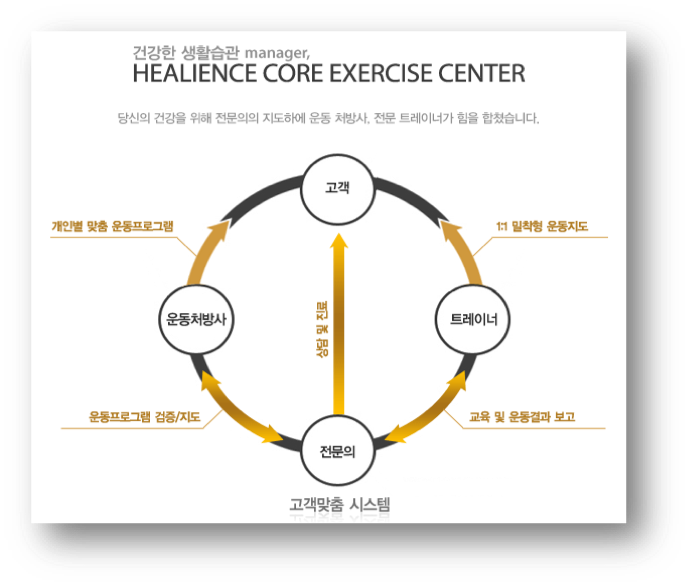 건강한 생활습관 manager,
HEALIENCE CORE EXERCISE CENTER
당신의 건강을 위해 전문의의 지도하에 운동 처방사, 전문 트레이너가 힘을 합쳤습니다.
고객
개인별 맞춤 운동프로그램
1:1 밀착형 운동지도
운동처방사
상담 및 진료
트레이너
운동프로그램 검증/지도
교육 및 운동결과 보고
전문의
고객맞춤 시스템